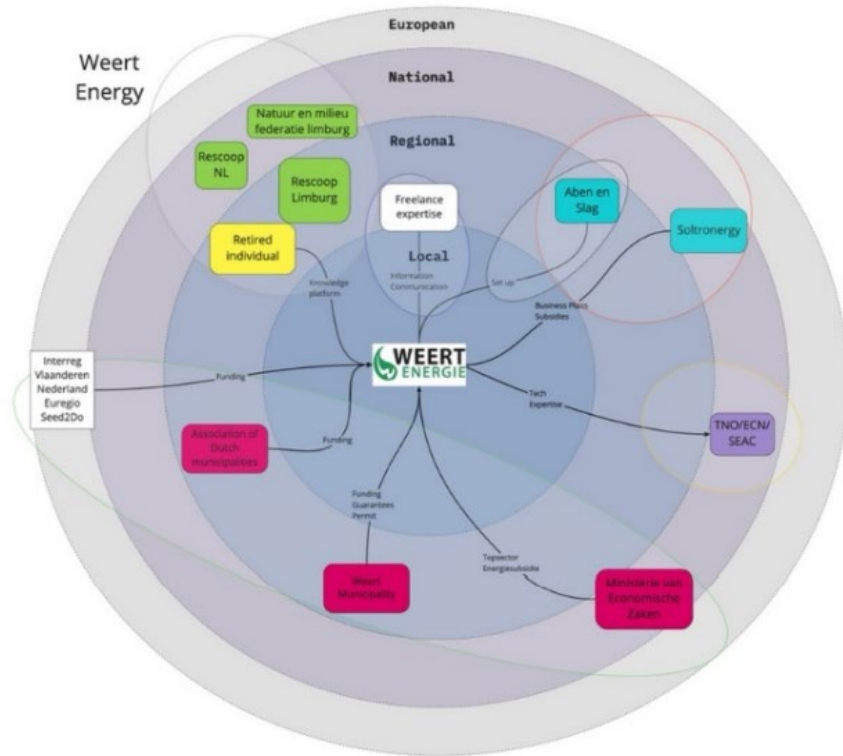 European
Weert
Energy
National
Natuur en milieu
federatie limburg
Regional
Rescoop
NL
Rescoop
Limburg
Freelance
expertise
Aben en
Slag
Soltronergy
Retired
individual
Local
Knowledge
platform
Information
Communication
Set up
Business Plans
Subsidies
WEERT
ENERGIE
Interreg
Vlaanderen
Nederland
Euregio
Seed2Do
Funding
Tech
Expertise
Association of
Dutch
municipalities
Funding
TNO/ECN/
SEAC
Funding
Guarantees
Permit
Topsector
Energiesubsidie
Weert
Municipality
Ministerie van
Economische
Zaken